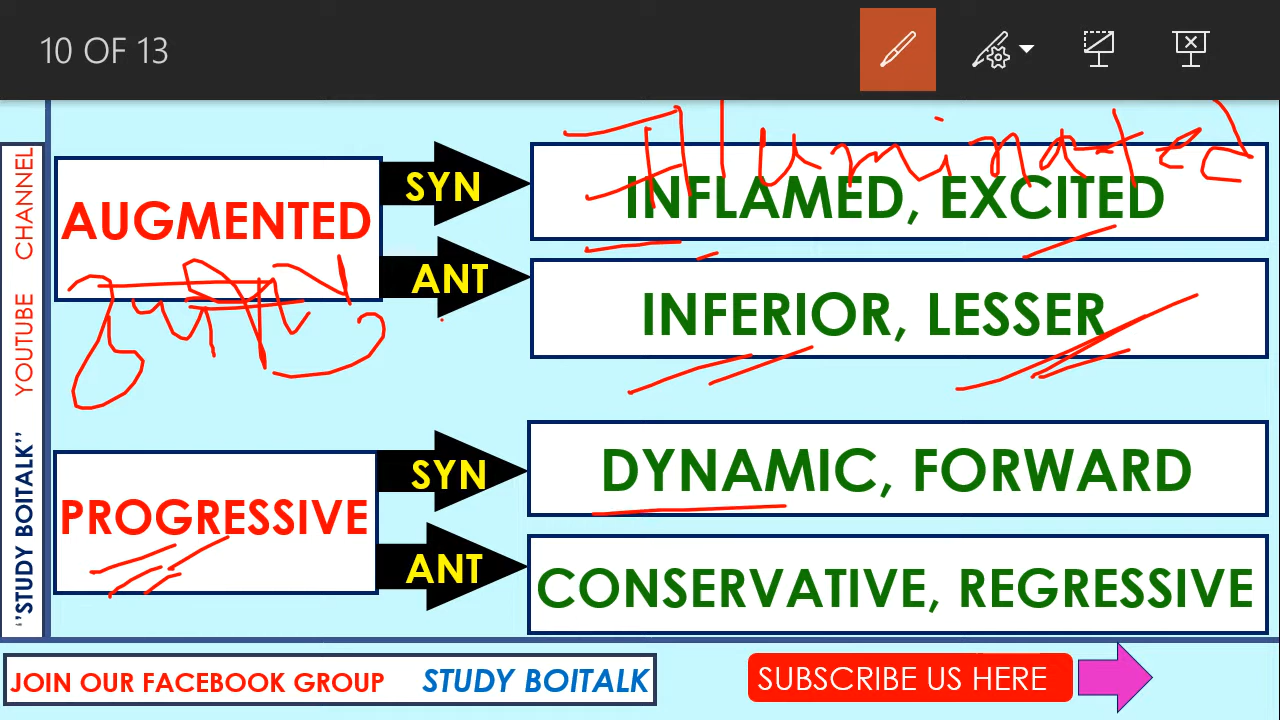 10 OF 13
Illuminated
AUGMENTED
SYN
INFLAMED, EXCITED
ANT
INFERIOR, LESSER
PROGRESSIVE
SYN
DYNAMIC, FORWARD
ANT
CONSERVATIVE, REGRESSIVE
"STUDY BOITALK" YOUTUBE CHANNEL
JOIN OUR FACEBOOK GROUP STUDY BOITALK
SUBSCRIBE US HERE